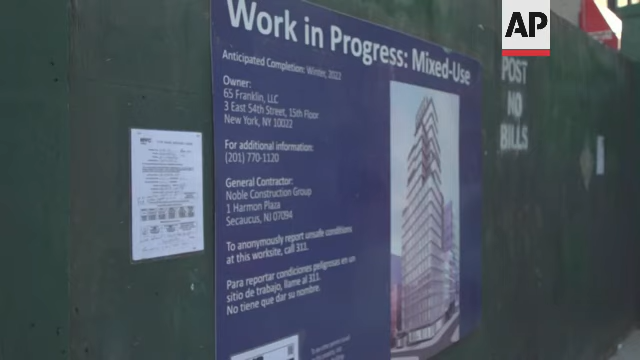 Work in Progress: Mixed-Use
Anticipated Completion: Winter, 2022
Owner:
65 Franklin, LLC
3 East 54th Street, 15th Floor
New York, NY 10022
For additional information:
(201) 770-1120
General Contractor:
Noble Construction Group
1 Harmon Plaza
Secaucus, NJ 07094
To anonymously report unsafe conditions
at this worksite, call 311.
Para reportar condiciones peligrosas en un
sitio de trabajo, llame al 311.
No tiene que dar su nombre.
AP
POST
NO
BILLS